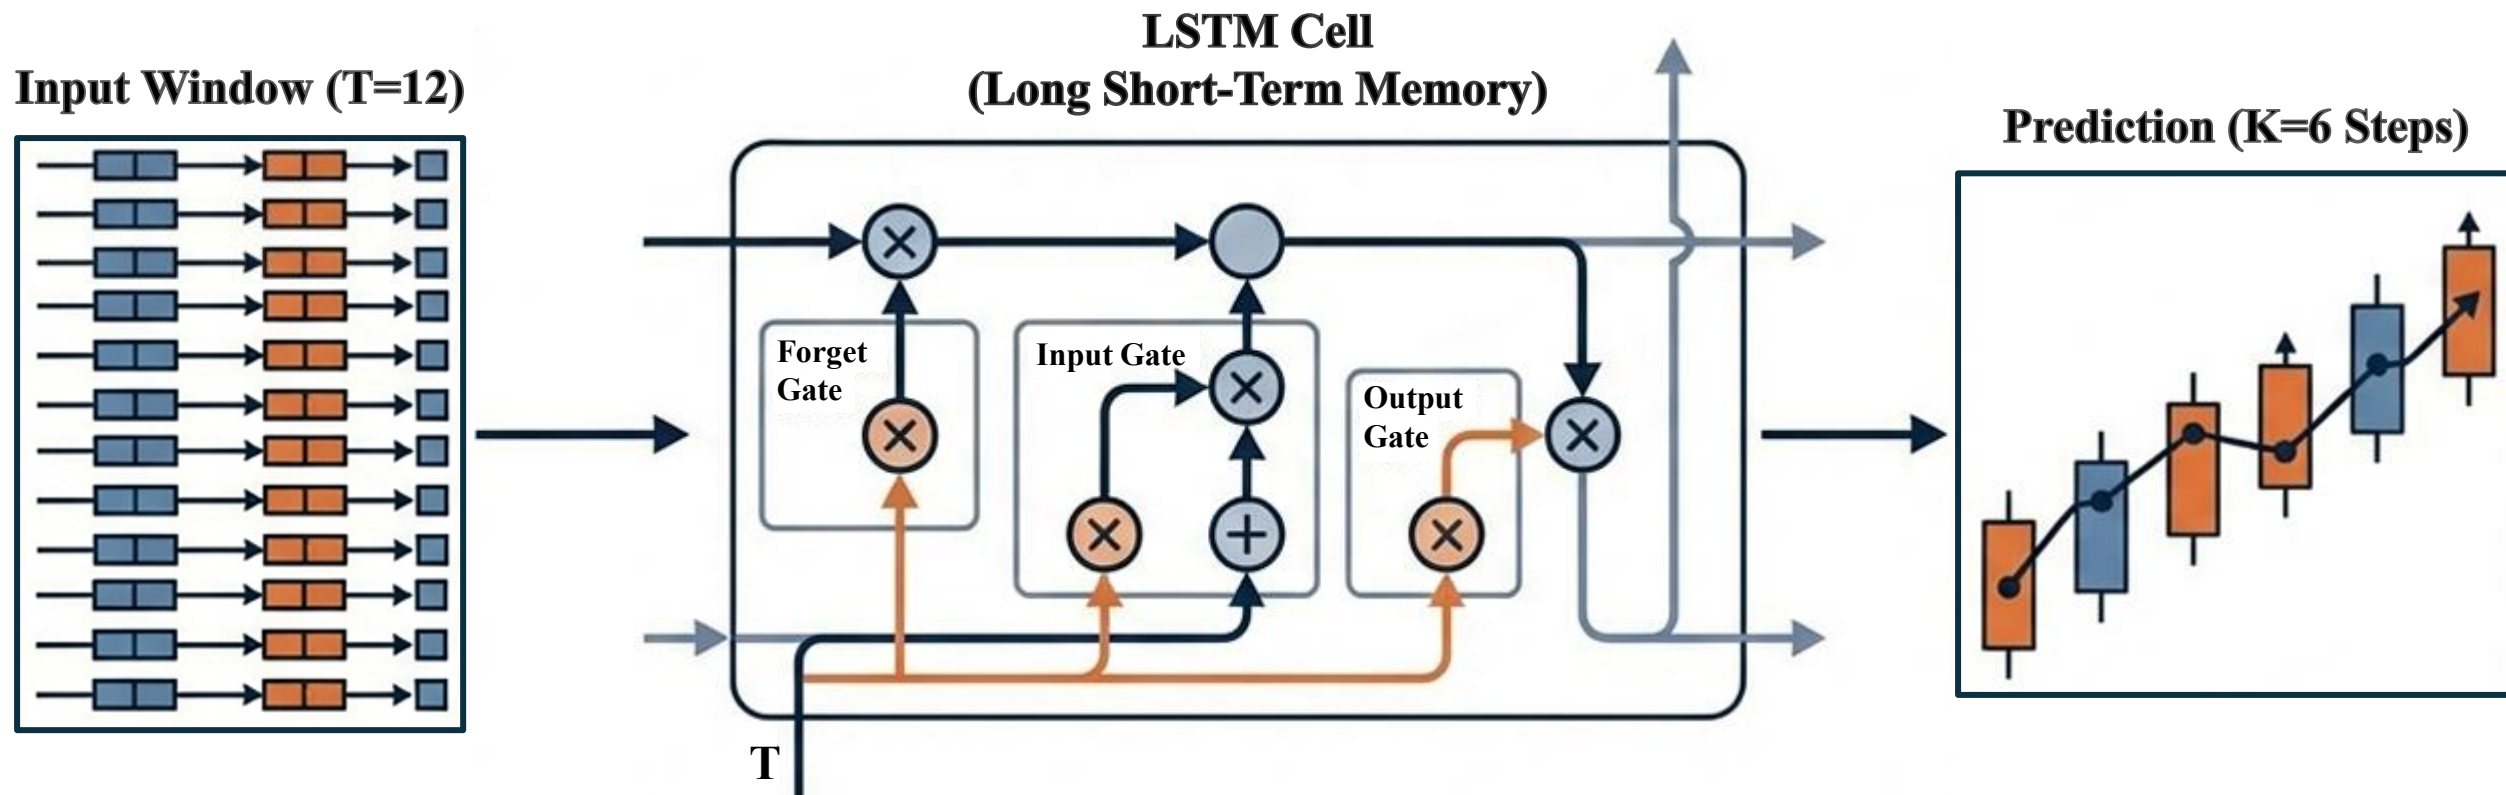 Input Window (T=12)
LSTM Cell
(Long Short-Term Memory)
Prediction (K=6 Steps)
Forget
Gate
Input Gate
Output
Gate
T